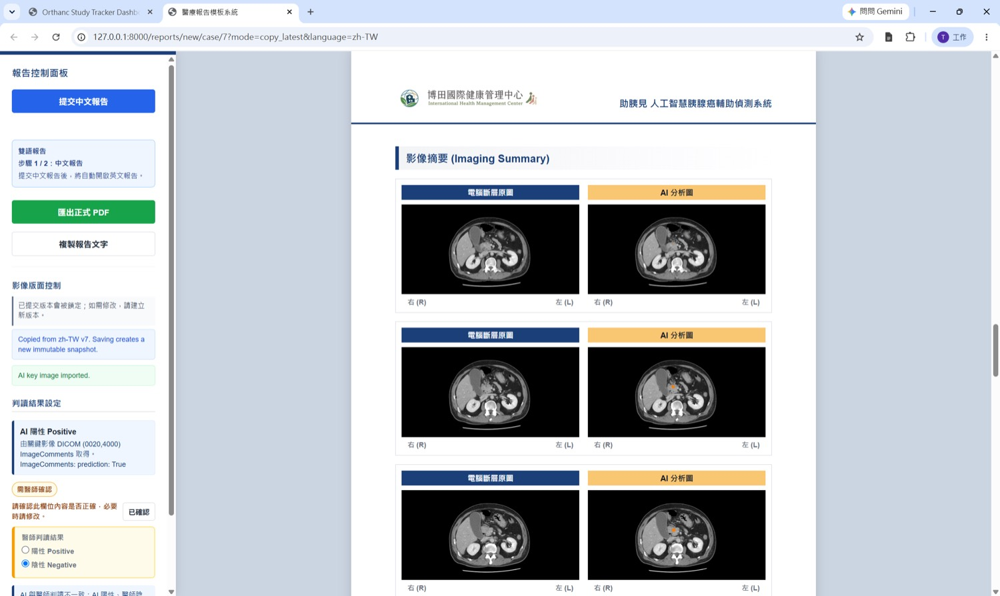 Orthanc Study Tracker Dashb
醫療報告模板系統
問問 Gemini
127.0.0.1:8000/reports/new/case/7?mode=copy_latest&language=zh-TW
T
工作
報告控制面板
提交中文報告
雙語報告
步驟 1 / 2：中文報告
提交中文報告後，將自動開啟英文報告。
匯出正式 PDF
複製報告文字
影像版面控制
已提交版本會被鎖定；如需修改，請建立
新版本。
Copied from zh-TW v7. Saving creates a
new immutable snapshot.
AI key image imported.
判讀結果設定
AI 陽性 Positive
由關鍵影像 DICOM (0020,4000)
ImageComments 取得。
ImageComments: prediction: True
需醫師確認
請確認此欄位內容是否正確，必要
時請修改。
已確認
醫師判讀結果
陽性 Positive
陰性 Negative
AI 與醫師判讀不一致：AI 陽性、醫師陰
博田國際健康管理中心
International Health Management Center
助胰見 人工智慧胰腺癌輔助偵測系統
影像摘要 (Imaging Summary)
電腦斷層原圖
AI 分析圖
右 (R)
左 (L)
右 (R)
左 (L)
電腦斷層原圖
AI 分析圖
右 (R)
左 (L)
右 (R)
左 (L)
電腦斷層原圖
AI 分析圖
右 (R)
左 (L)
右 (R)
左 (L)